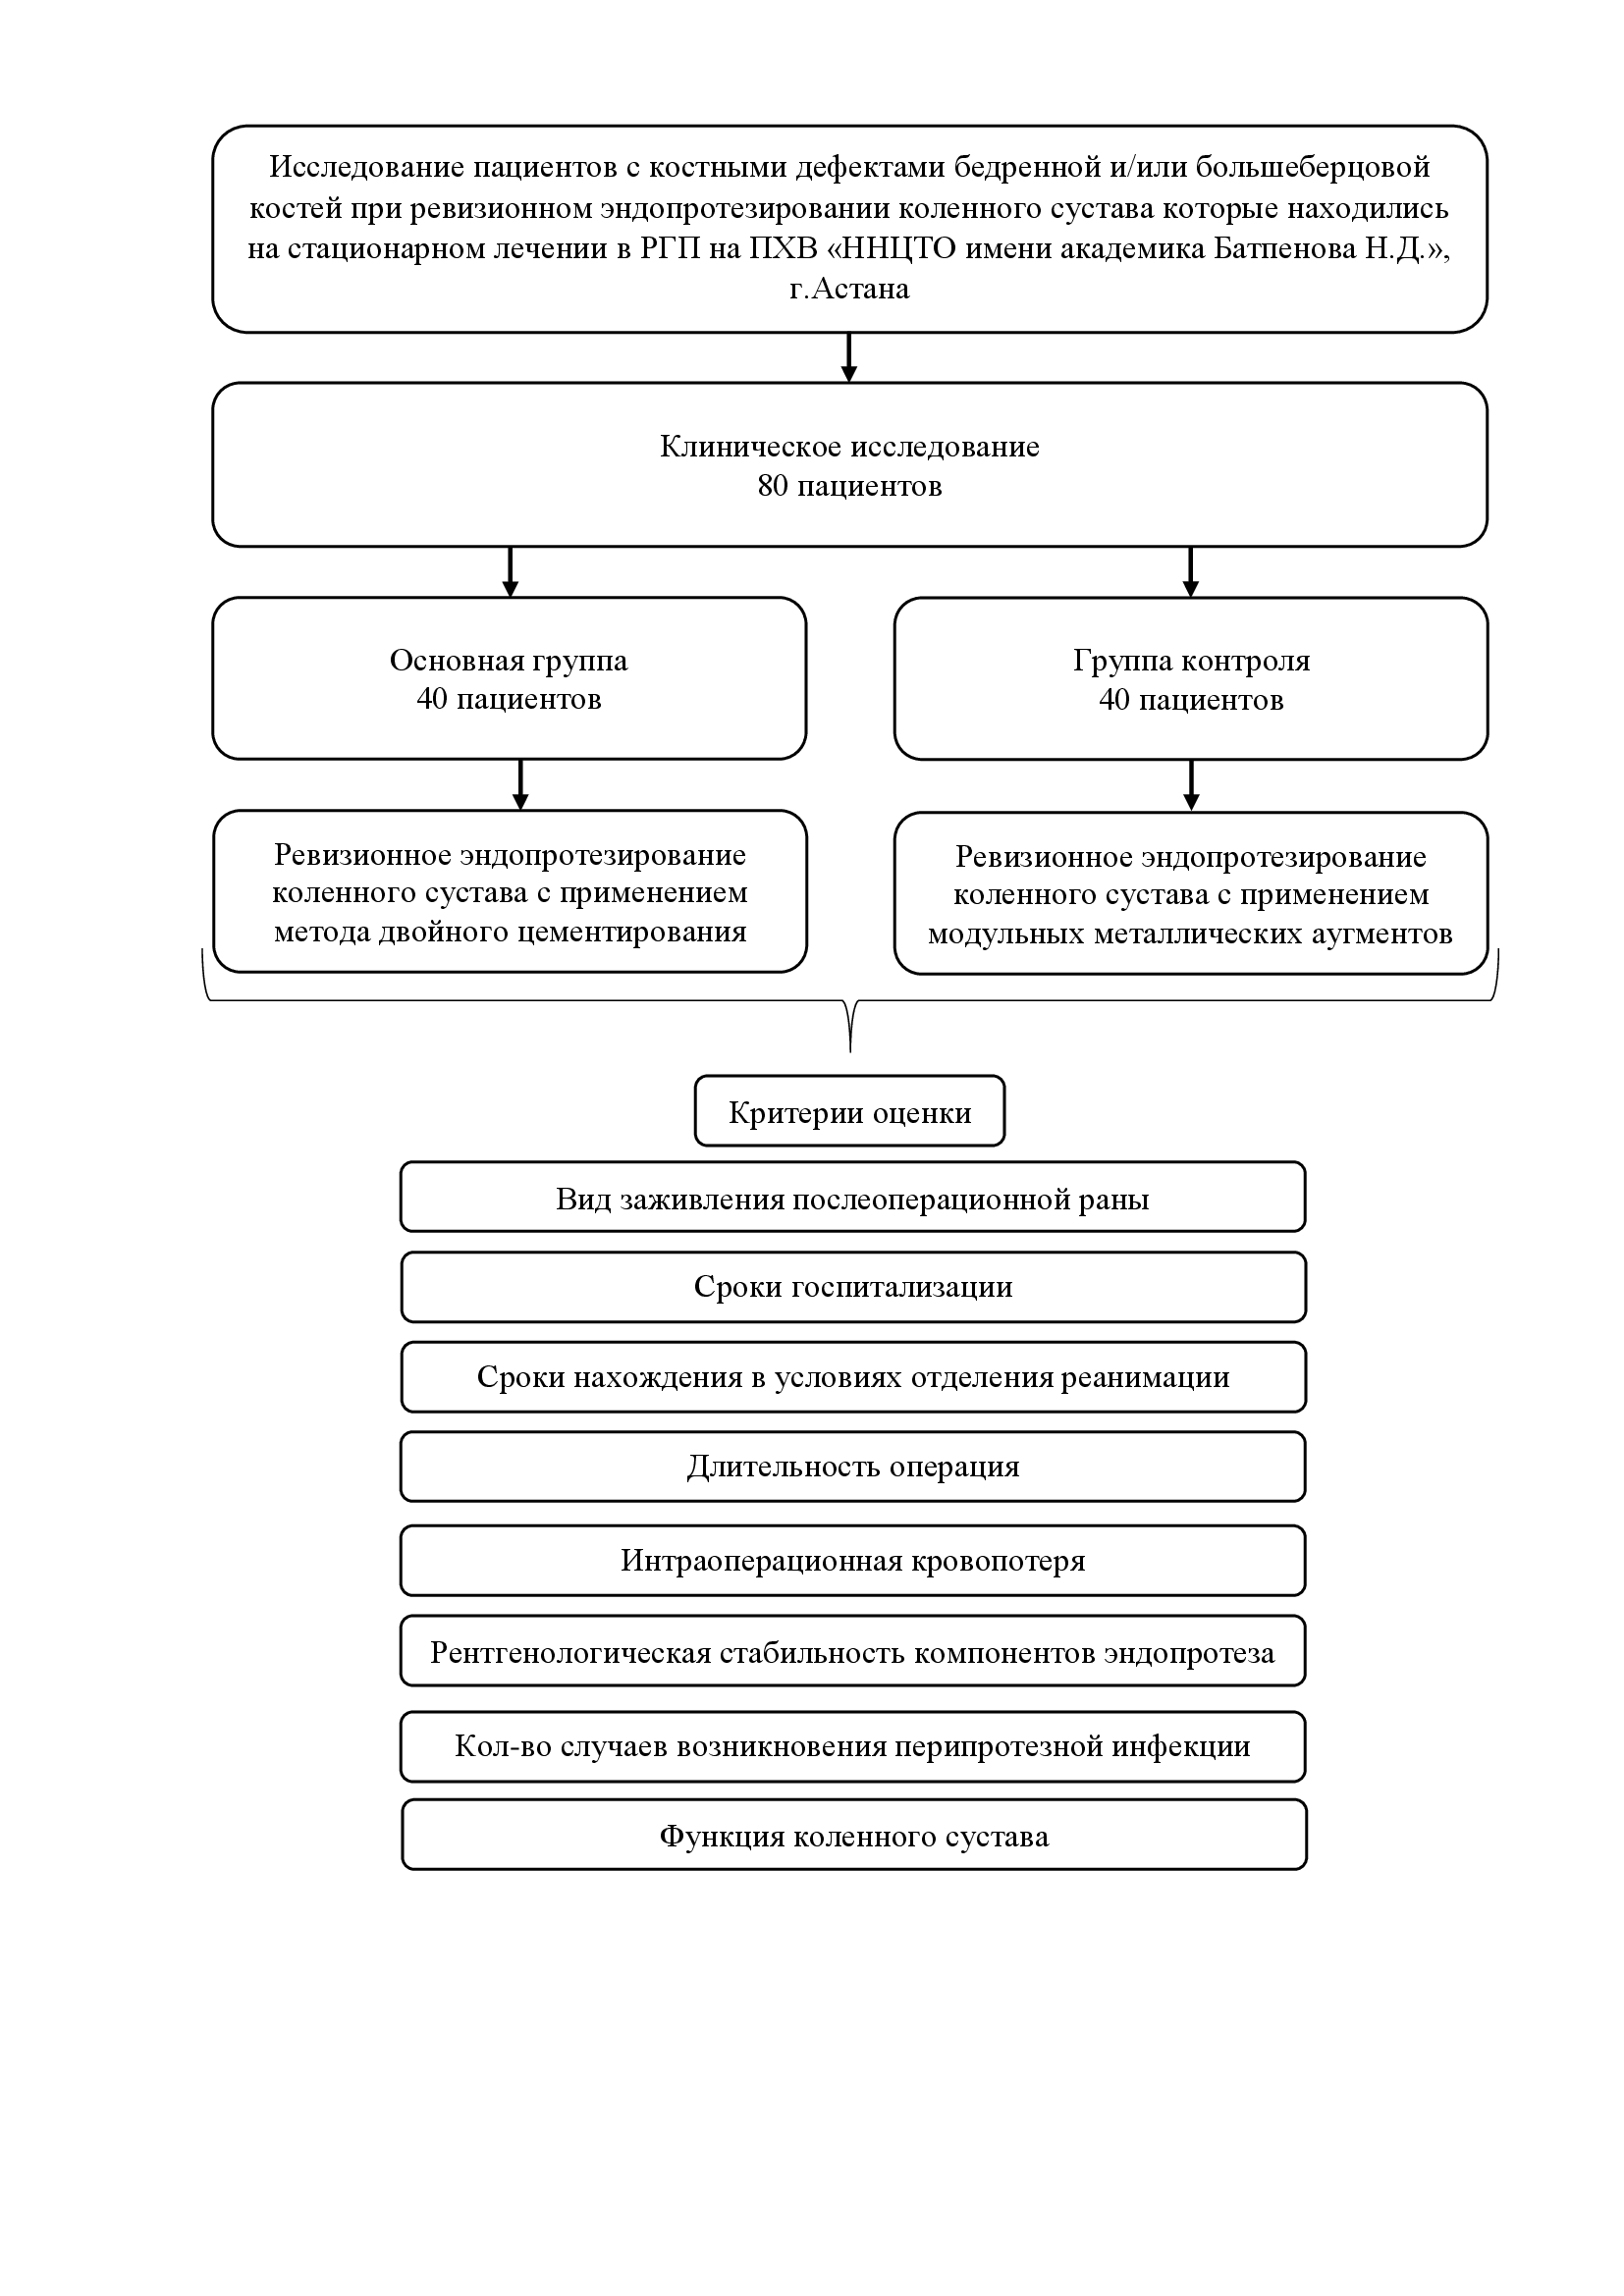 Исследование пациентов с костными дефектами бедренной и/или большеберцовой
костей при ревизионном эндопротезировании коленного сустава которые находились
на стационарном лечении в РГП на ПХВ «ННЦТО имени академика Батпенова Н.Д.»,
г.Астана
Клиническое исследование
80 пациентов
Основная группа
40 пациентов
Группа контроля
40 пациентов
Ревизионное эндопротезирование
коленного сустава с применением
метода двойного цементирования
Ревизионное эндопротезирование
коленного сустава с применением
модульных металлических аугментов
Критерии оценки
Вид заживления послеоперационной раны
Сроки госпитализации
Сроки нахождения в условиях отделения реанимации
Длительность операция
Интраоперационная кровопотеря
Рентгенологическая стабильность компонентов эндопротеза
Кол-во случаев возникновения перипротезной инфекции
Функция коленного сустава